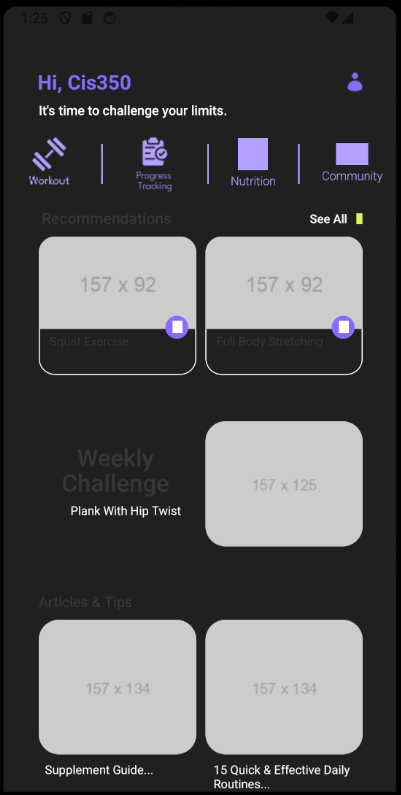 1:25
Hi, Cis350
It's time to challenge your limits.
Workout
Progress
Tracking
Nutrition
Community
Recommendations
See All
157 x 92
157 x 92
Squat Exercise
Full Body Stretching
Weekly
Challenge
Plank With Hip Twist
157 x 125
Articles & Tips
157 x 134
157 x 134
Supplement Guide...
15 Quick & Effective Daily
Routines...